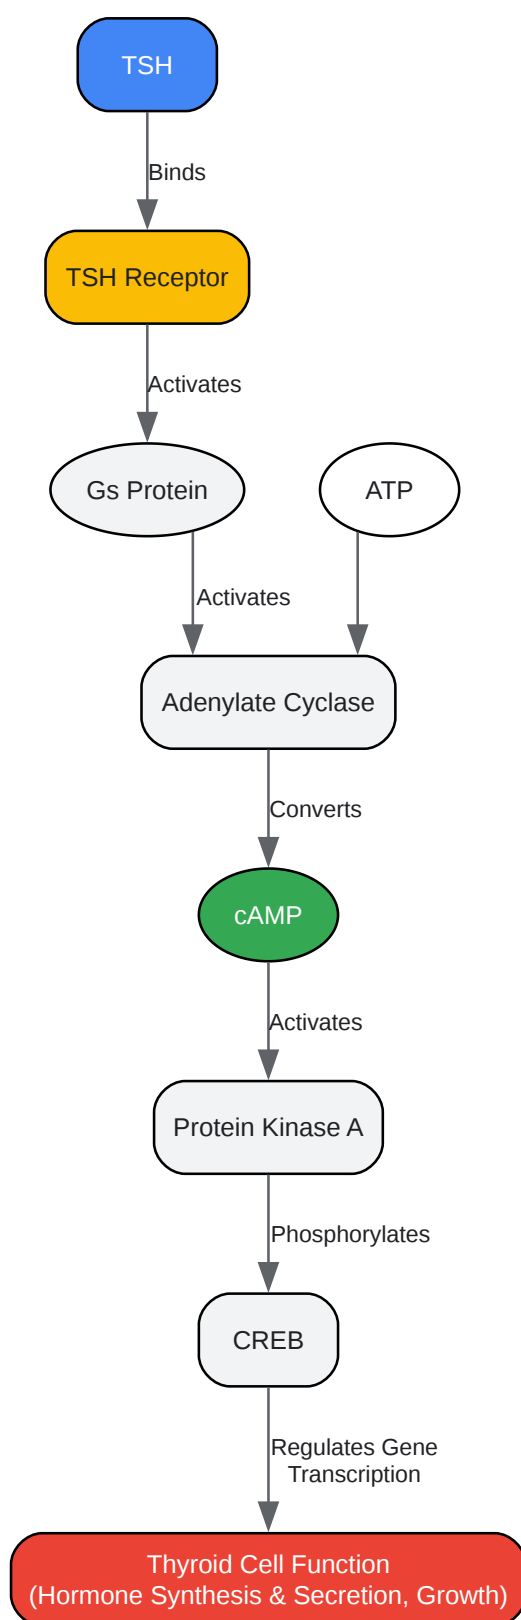 TSH
Binds
TSH Receptor
Activates
Gs Protein
ATP
Activates
Adenylate Cyclase
Converts
cAMP
Activates
Protein Kinase A
Phosphorylates
CREB
Regulates Gene
Transcription
Thyroid Cell Function
(Hormone Synthesis & Secretion, Growth)